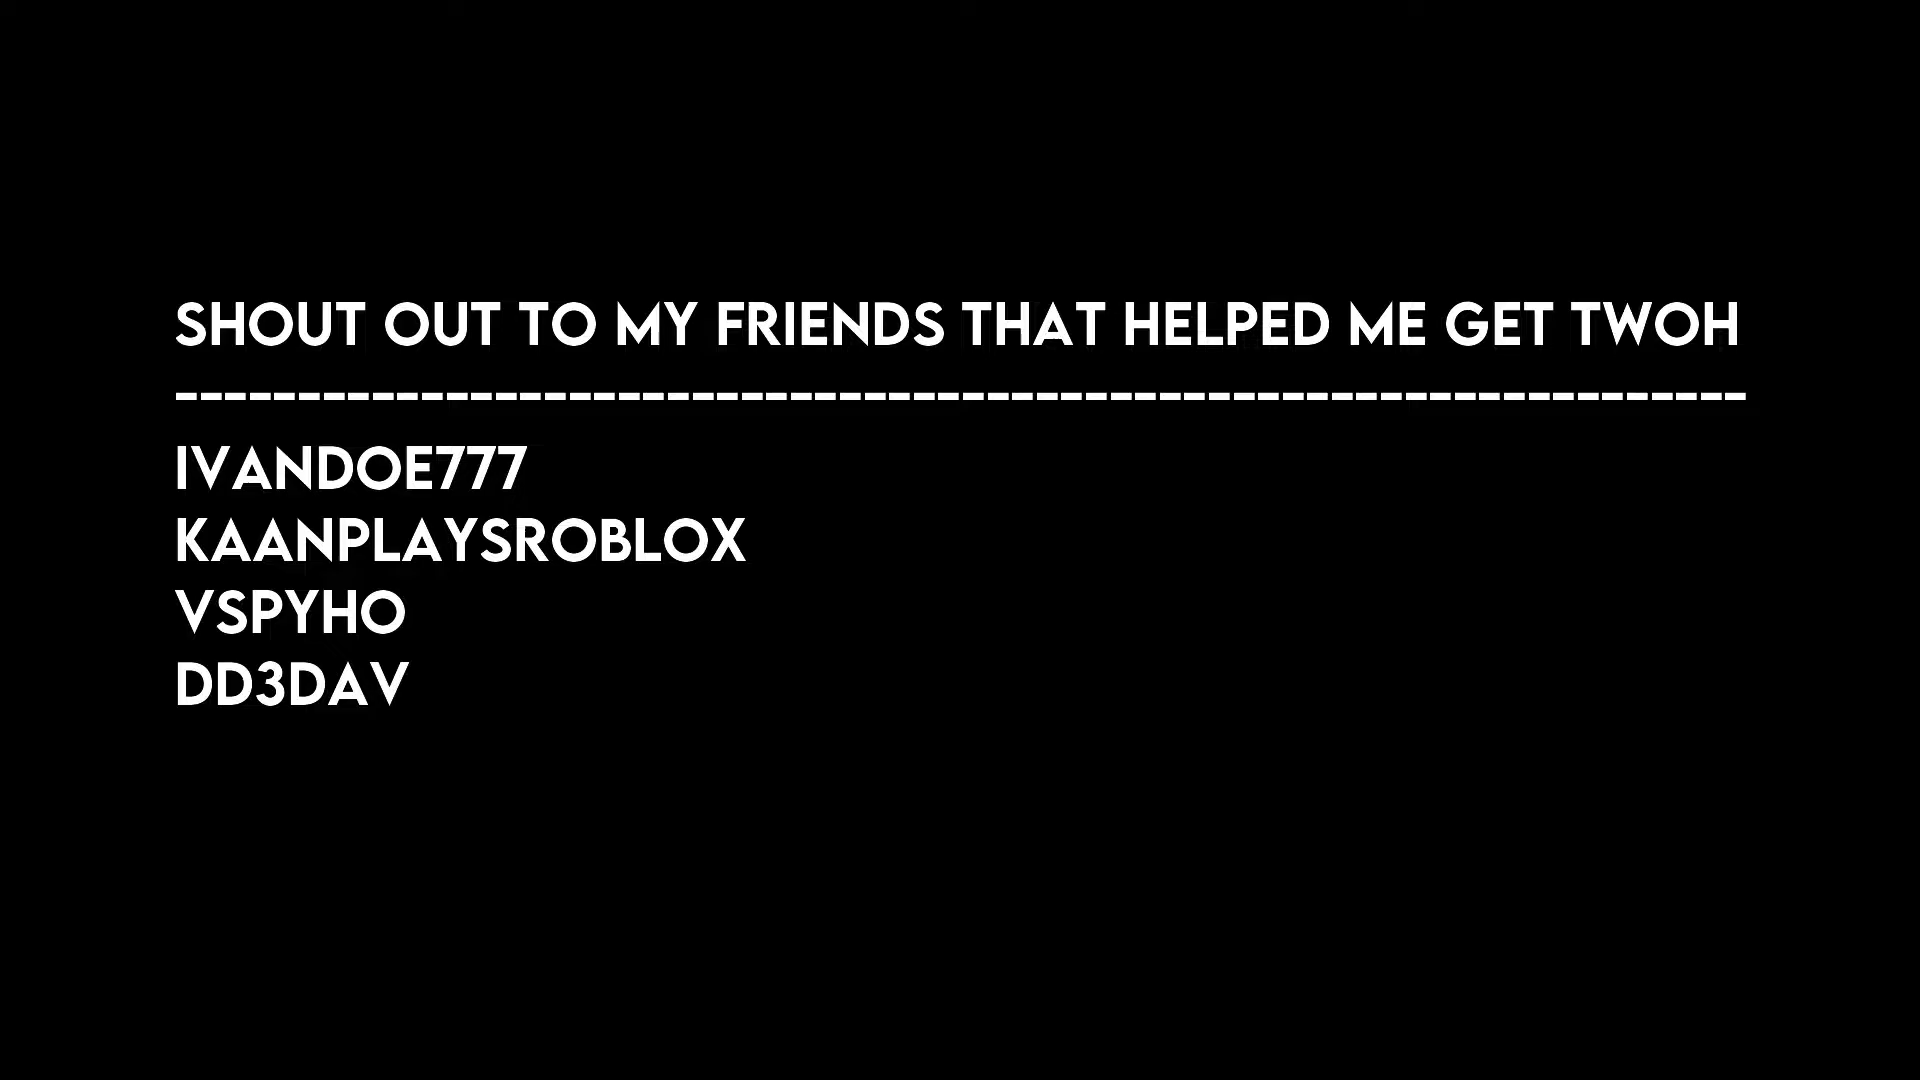 SHOUT OUT TO MY FRIENDS THAT HELPED ME GET TWOH
----------------------------------------------------------------
IVANDOE777
KAANPLAYSROBLOX
VSPYHO
DD3DAV